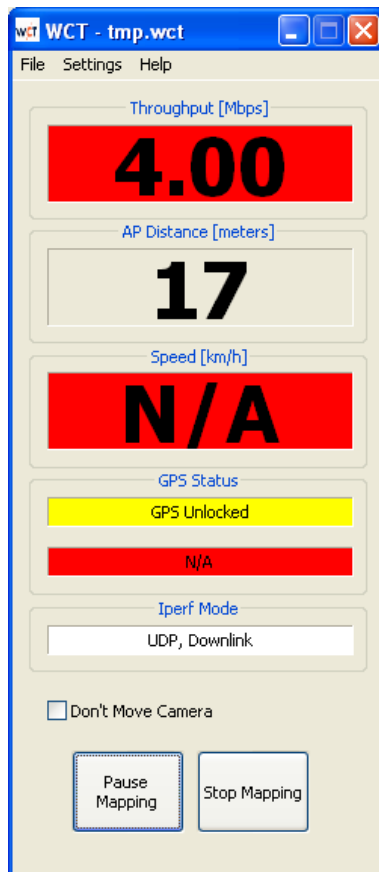 WCT WCT - tmp.wct
File Settings Help
Throughput [Mbps]
4.00
AP Distance [meters]
17
Speed [km/h]
N/A
GPS Status
GPS Unlocked
N/A
Iperf Mode
UDP, Downlink
Don't Move Camera
Pause
Mapping
Stop Mapping